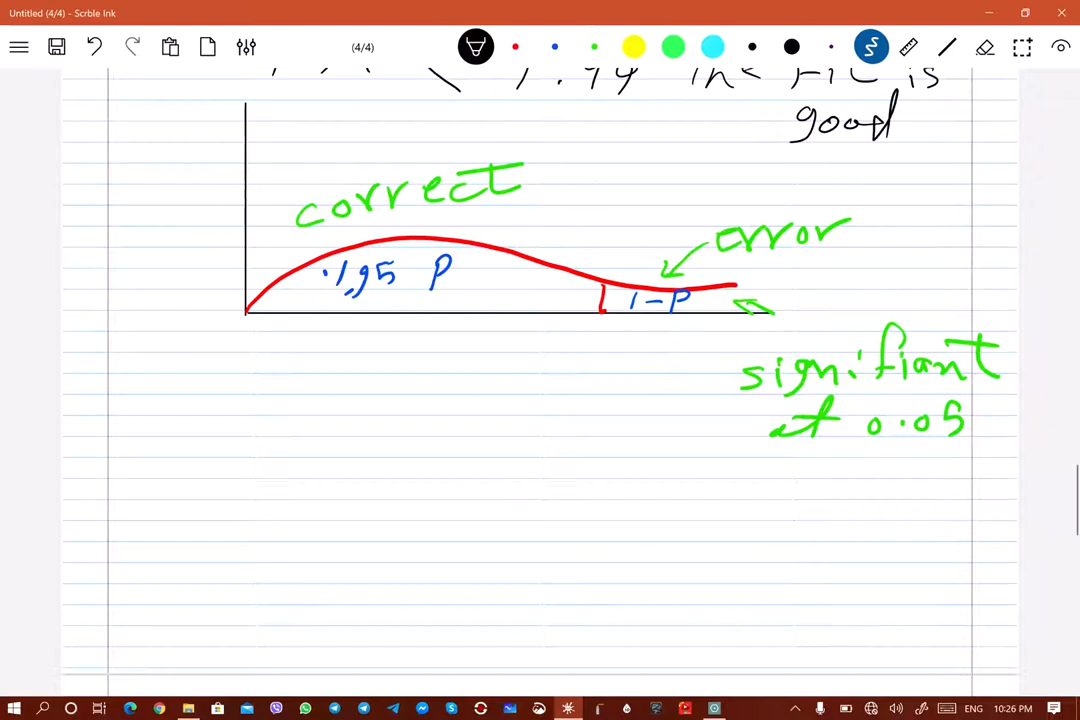 Untitled (4/4) - Scrble Ink
(4/4)
good
correct
error
95 P
1-P
signifiant
at 0.05
ENG 10:26 PM